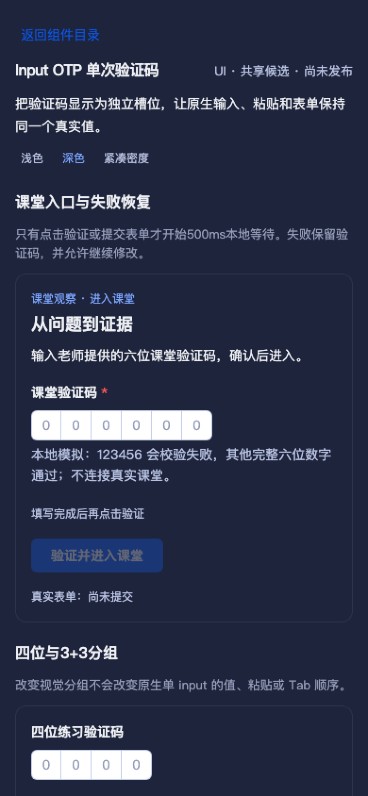 返回组件目录
Input OTP 单次验证码
UI · 共享候选 · 尚未发布
把验证码显示为独立槽位，让原生输入、粘贴和表单保持
同一个真实值。
浅色 深色 紧凑密度
课堂入口与失败恢复
只有点击验证或提交表单才开始500ms本地等待。失败保留验
证码，并允许继续修改。
课堂观察 · 进入课堂
从问题到证据
输入老师提供的六位课堂验证码，确认后进入。
课堂验证码 *
0 0 0 0 0 0
本地模拟：123456 会校验失败，其他完整六位数字
通过；不连接真实课堂。
填写完成后再点击验证
验证并进入课堂
真实表单：尚未提交
四位与3+3分组
改变视觉分组不会改变原生单 input 的值、粘贴或 Tab 顺序。
四位练习验证码
0 0 0 0